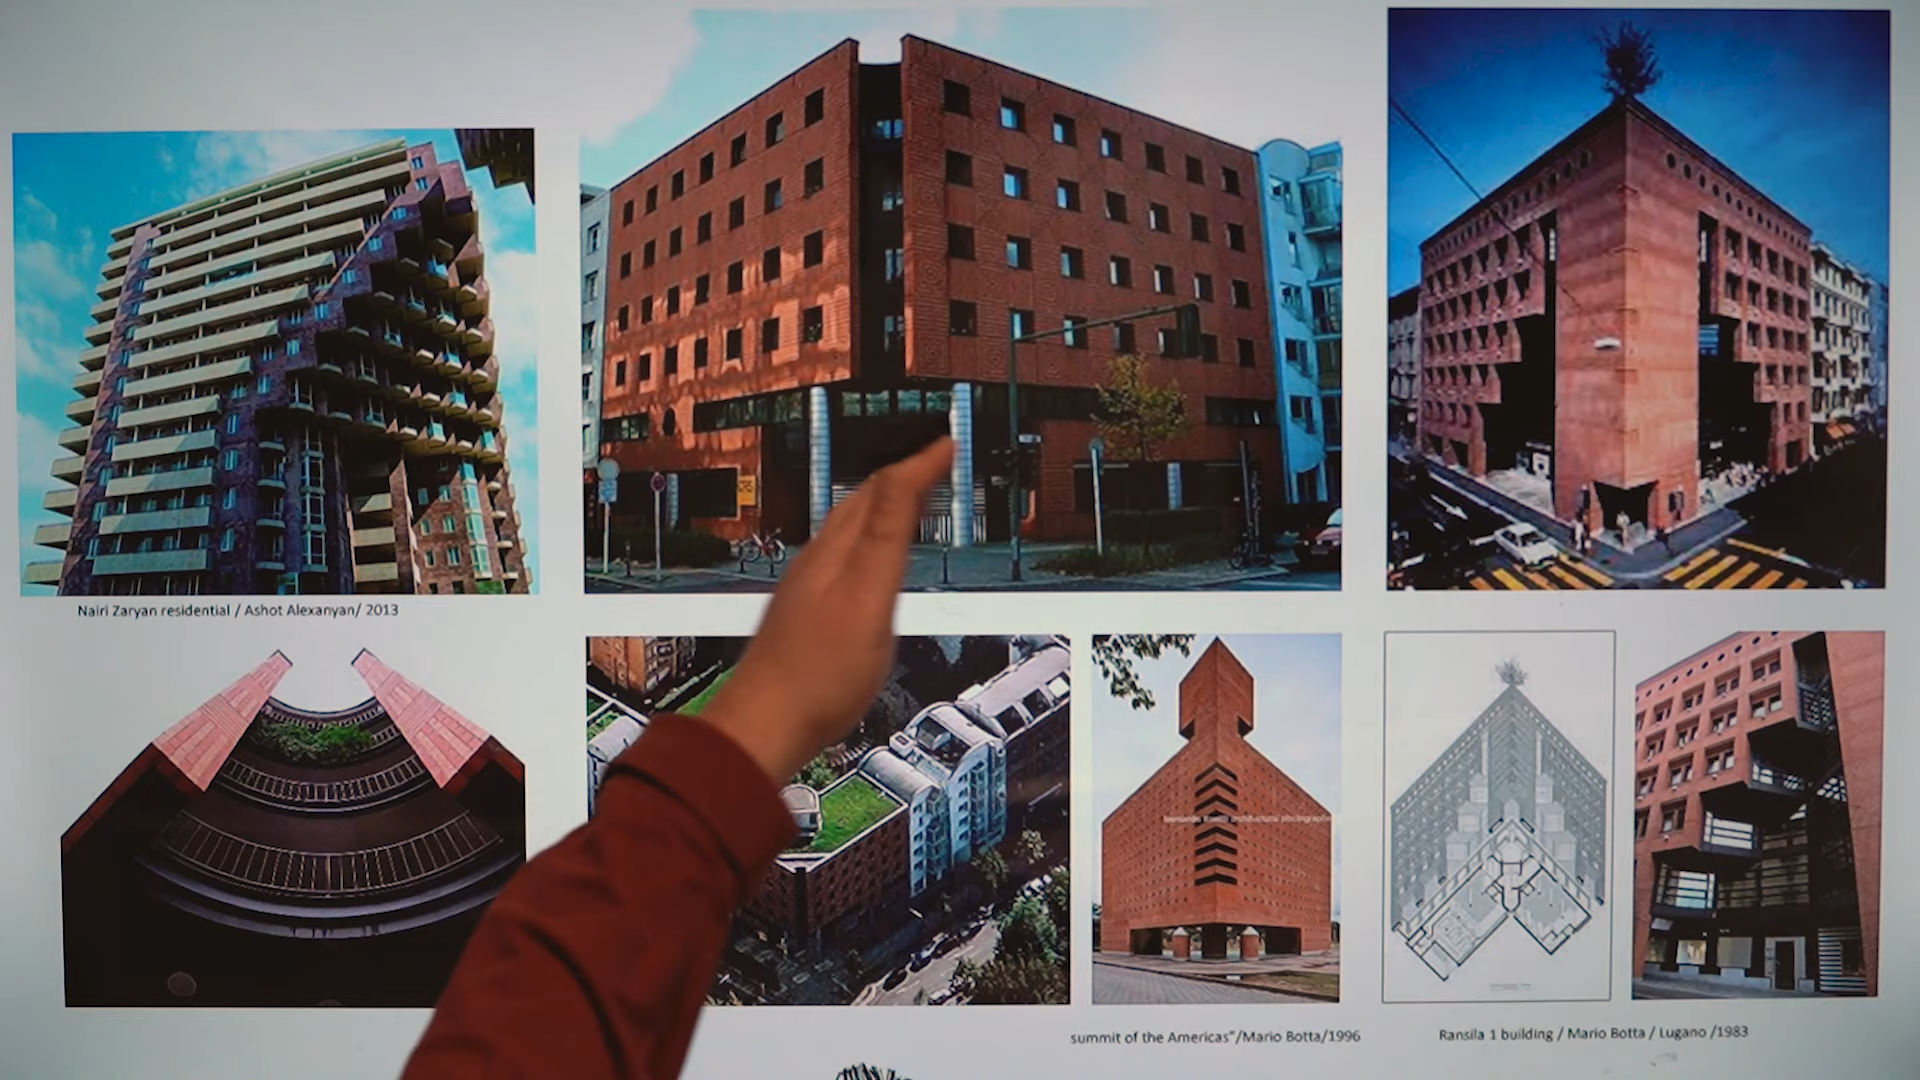 Nairi Zaryan residential / Ashot Alexanyan/ 2013
summit of the Americas"/Mario Botta/1996
Ransila 1 building / Mario Botta / Lugano /1983